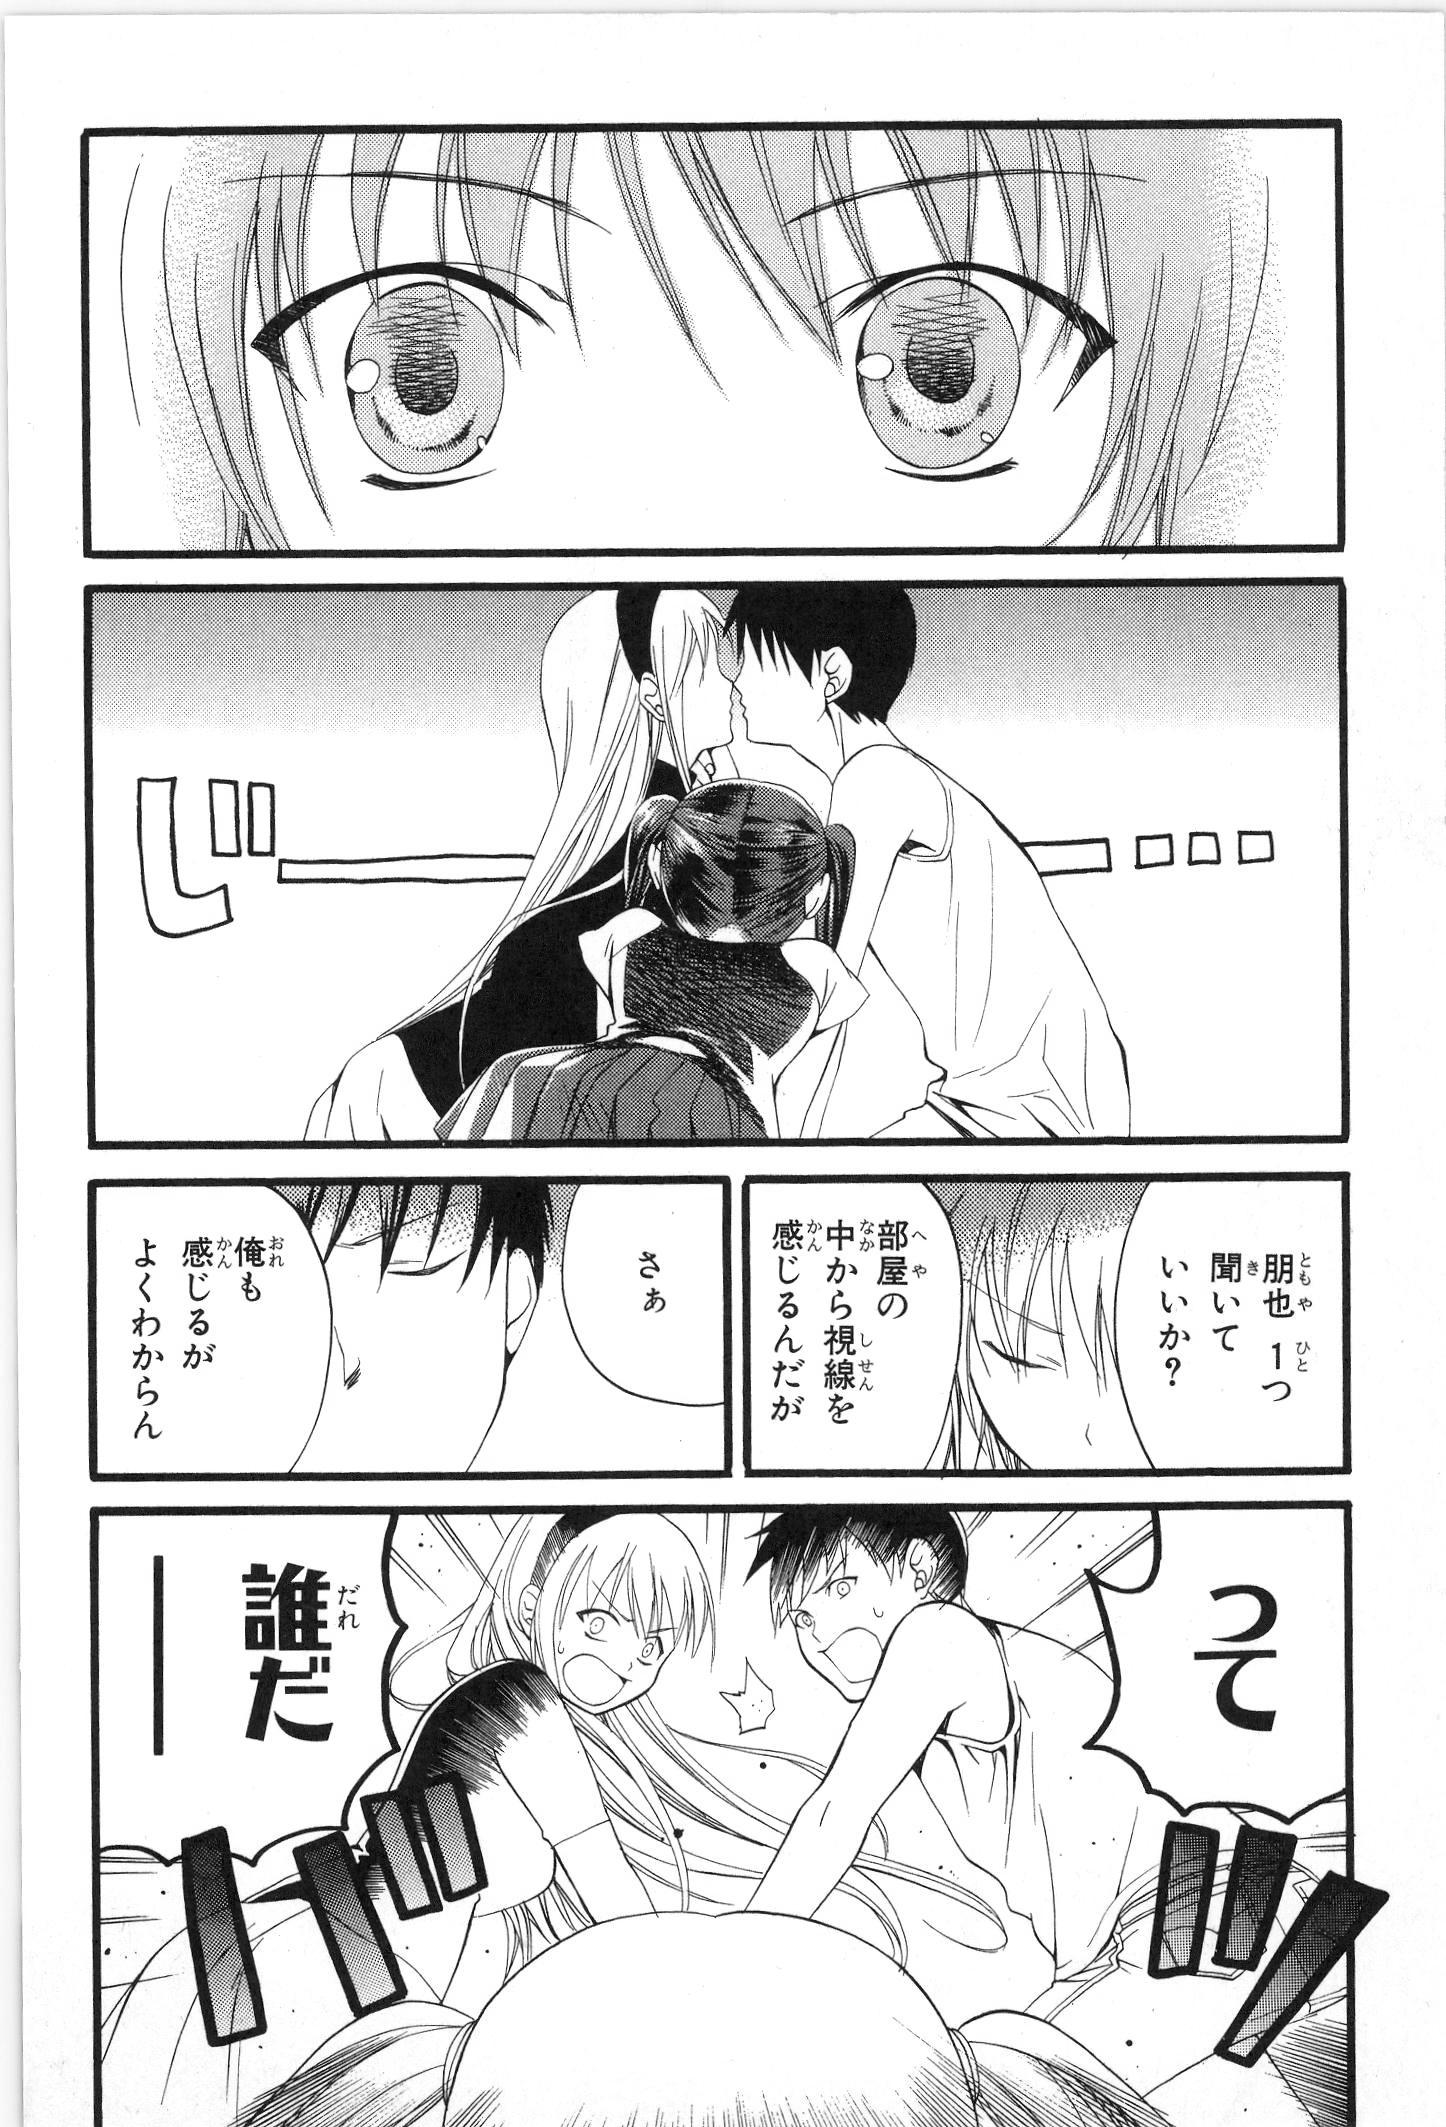 じーーー...
朋也 1つ
聞いて
いいか?
部屋の
中から視線を
感じるんだが
さぁ
俺も
感じるが
よくわからん
って
誰だ
ー